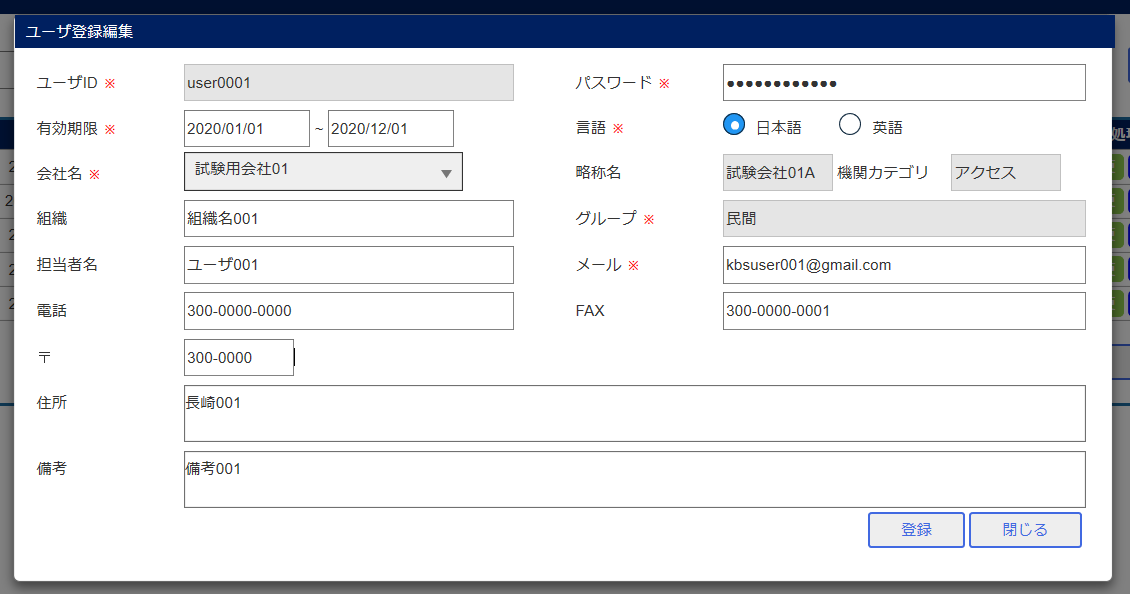 ユーザ登録編集
ユーザID ※ user0001 パスワード ※ ●●●●●●●●●●●●
有効期限 ※ 2020/01/01 ~ 2020/12/01 言語 ※ 日本語 英語
会社名 ※ 試験用会社01 略称名 試験会社01A 機関カテゴリ アクセス
組織 組織名001 グループ ※ 民間
担当者名 ユーザ001 メール ※ kbsuser001@gmail.com
電話 300-0000-0000 FAX 300-0000-0001
〒 300-0000
住所 長崎001
備考 備考001
登録 閉じる